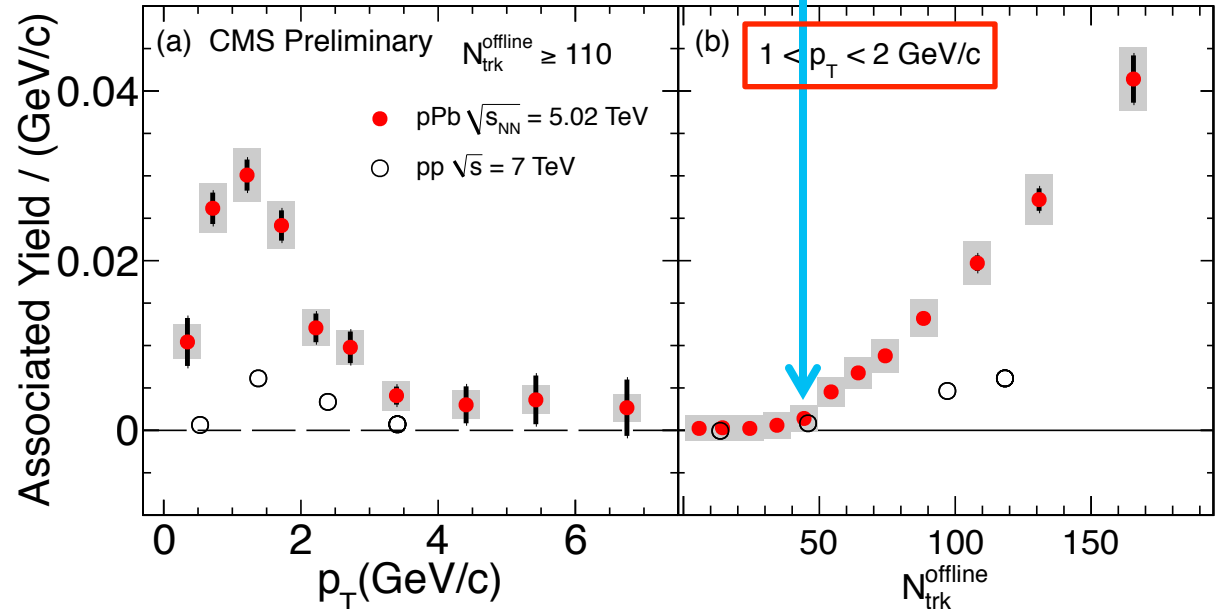 (a) CMS Preliminary
N_trk^offline ≥ 110
pPb √s_NN = 5.02 TeV
pp √s = 7 TeV
(b)
1 < p_T < 2 GeV/c
Associated Yield / (GeV/c)
0.04
0.02
0
0 2 4 6
p_T(GeV/c)
50 100 150
N_trk^offline